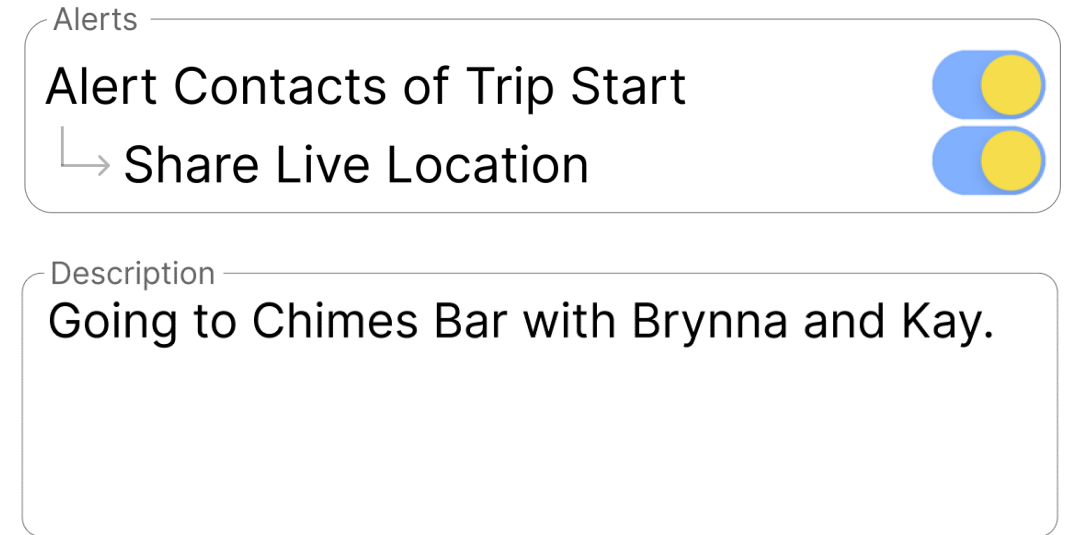 Alerts
Alert Contacts of Trip Start
Share Live Location
Description
Going to Chimes Bar with Brynna and Kay.